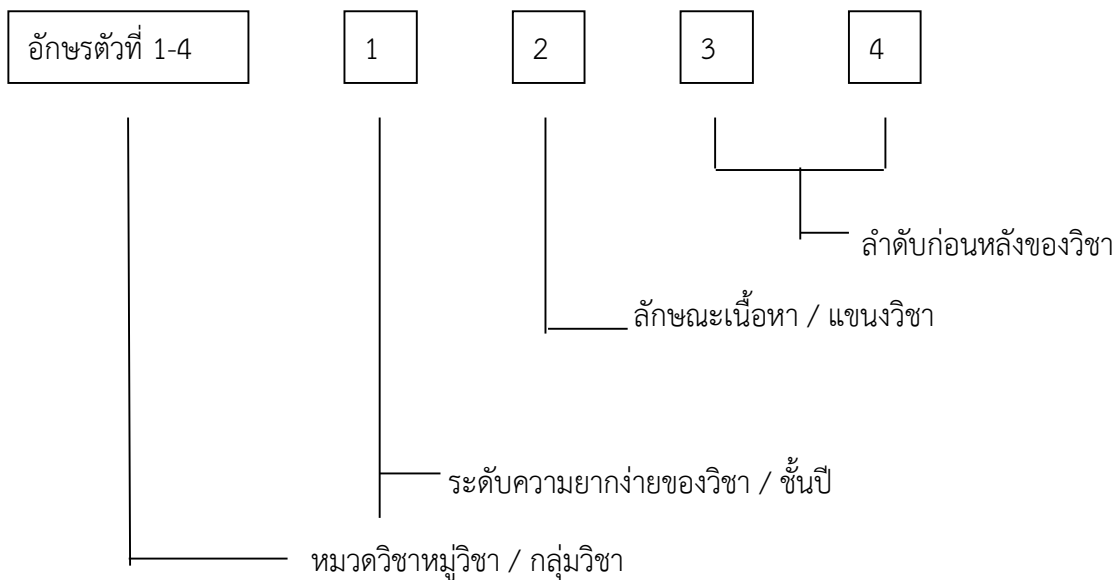 อักษรตัวที่ 1-4 1 2 3 4
ลำดับก่อนหลังของวิชา
ลักษณะเนื้อหา / แขนงวิชา
ระดับความยากง่ายของวิชา / ชั้นปี
หมวดวิชาหมู่วิชา / กลุ่มวิชา